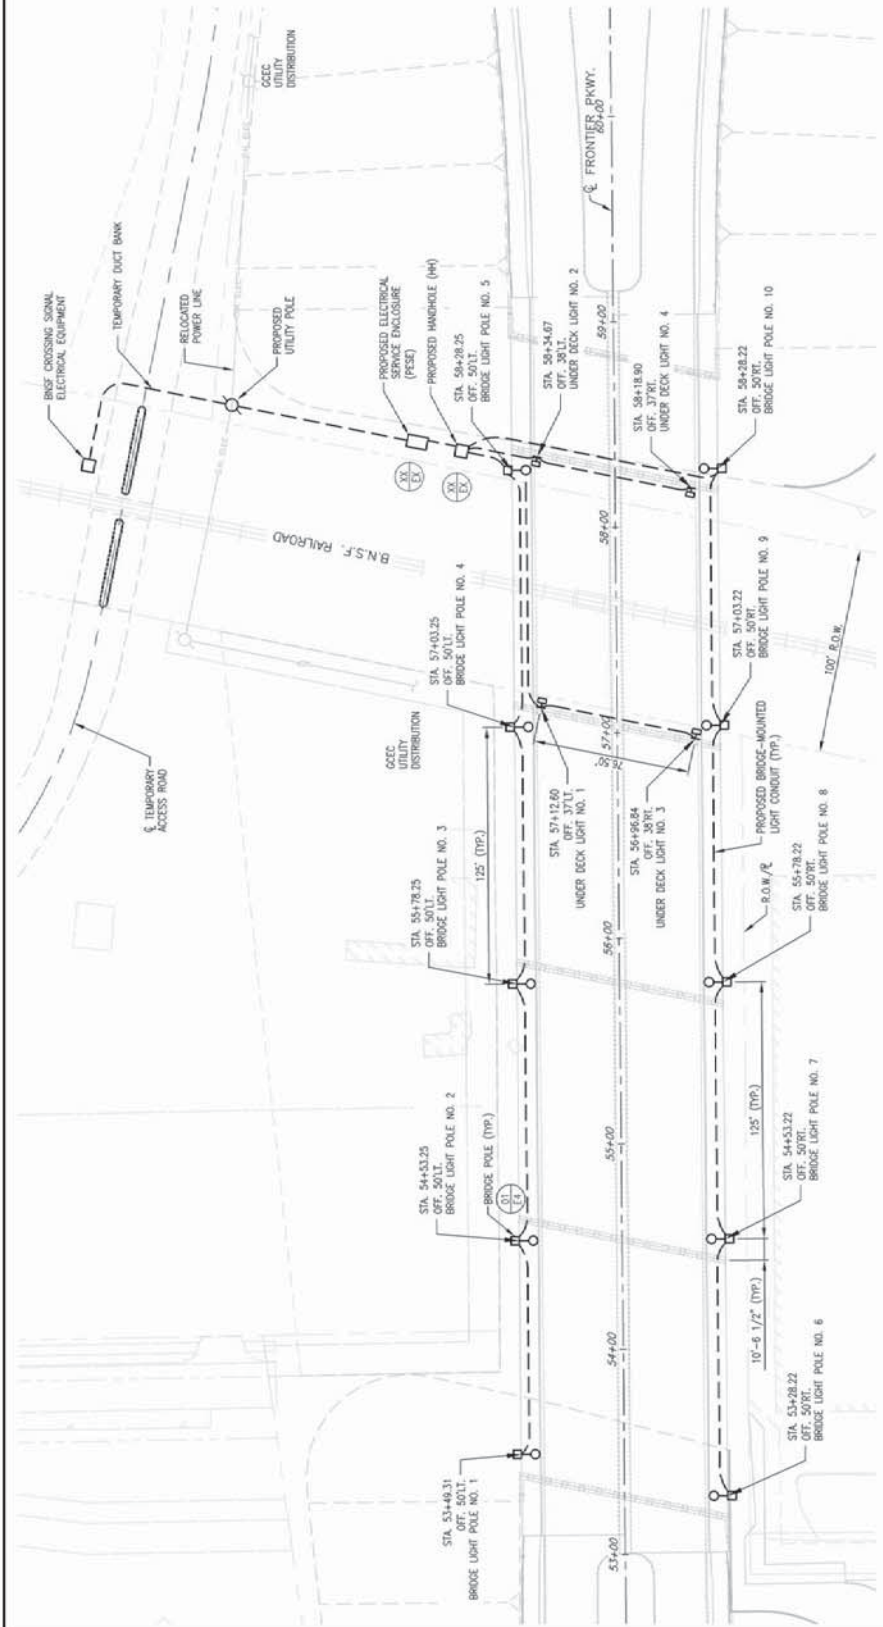 BNSF CROSSING SIGNAL
ELECTRICAL EQUIPMENT
TEMPORARY DUCT BANK
RELOCATED
POWER LINE
PROPOSED
UTILITY POLE
GCEC
UTILITY
DISTRIBUTION
PROPOSED ELECTRICAL
SERVICE ENCLOSURE
(PESE)
PROPOSED HANDHOLE (HH)
XX
EX
XX
EX
STA. 58+28.25
OFF. 50'LT.
BRIDGE LIGHT POLE NO. 5
STA. 58+34.67
OFF. 38'LT.
UNDER DECK LIGHT NO. 2
STA. 58+18.90
OFF. 37'RT.
UNDER DECK LIGHT NO. 4
STA. 58+28.22
OFF. 50'RT.
BRIDGE LIGHT POLE NO. 10
℄ FRONTIER PKWY.
60+00
59+00
58+00
57+00
56+00
55+00
54+00
53+00
B.N.S.F. RAILROAD
℄ TEMPORARY
ACCESS ROAD
GCEC
UTILITY
DISTRIBUTION
STA. 57+03.25
OFF. 50'LT.
BRIDGE LIGHT POLE NO. 4
125' (TYP.)
STA. 55+78.25
OFF. 50'LT.
BRIDGE LIGHT POLE NO. 3
STA. 54+53.25
OFF. 50'LT.
BRIDGE LIGHT POLE NO. 2
BRIDGE POLE (TYP.)
01
E4
STA. 53+49.31
OFF. 50'LT.
BRIDGE LIGHT POLE NO. 1
STA. 57+12.60
OFF. 37'LT.
UNDER DECK LIGHT NO. 1
76.50'
STA. 56+96.84
OFF. 38'RT.
UNDER DECK LIGHT NO. 3
STA. 57+03.22
OFF. 50'RT.
BRIDGE LIGHT POLE NO. 9
100' R.O.W.
PROPOSED BRIDGE-MOUNTED
LIGHT CONDUIT (TYP.)
R.O.W./℄
STA. 55+78.22
OFF. 50'RT.
BRIDGE LIGHT POLE NO. 8
125' (TYP.)
STA. 54+53.22
OFF. 50'RT.
BRIDGE LIGHT POLE NO. 7
10'-6 1/2" (TYP.)
STA. 53+28.22
OFF. 50'RT.
BRIDGE LIGHT POLE NO. 6